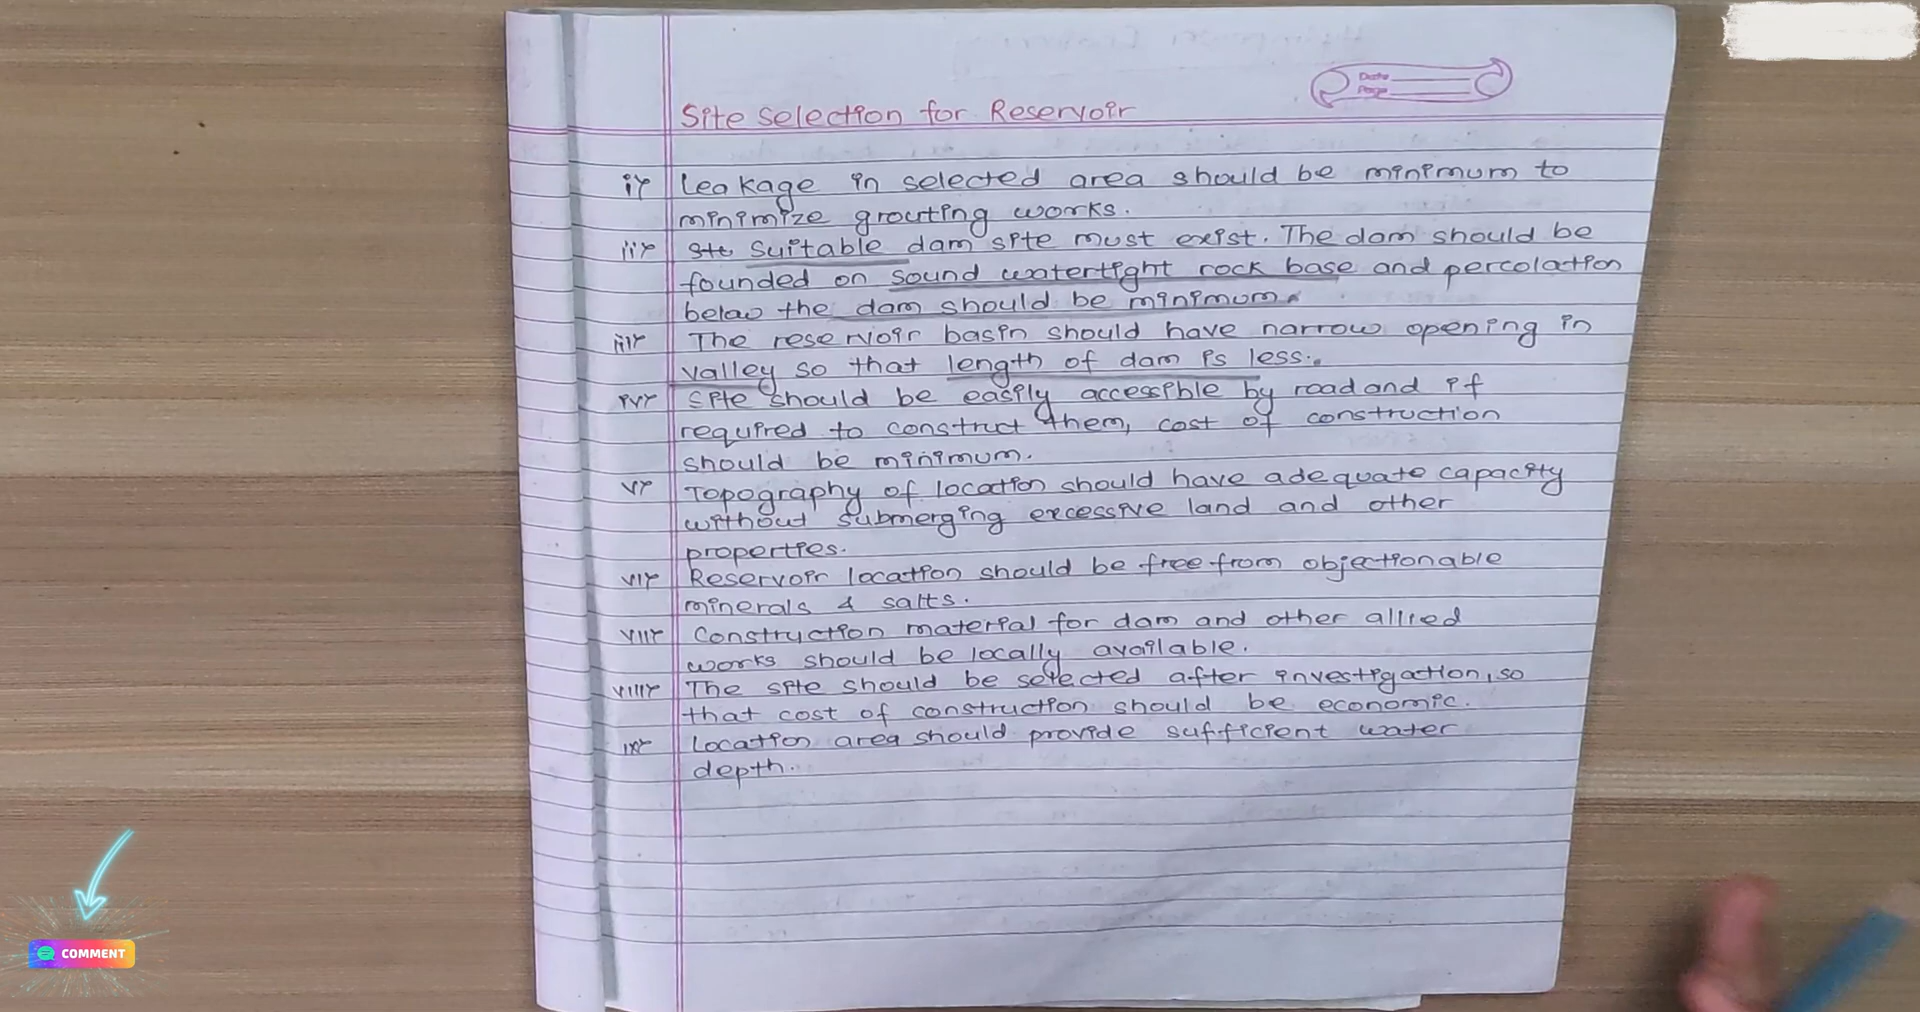 Date
Page
Site Selection for Reservoir
i) Leakage in selected area should be minimum to
minimize grouting works.
ii) Suitable dam site must exist. The dam should be
founded on sound watertight rock base and percolation
below the dam should be minimum.
iii) The reservoir basin should have narrow opening in
valley so that length of dam is less.
iv) Site should be easily accessible by road and if
required to construct them, cost of construction
should be minimum.
v) Topography of location should have adequate capacity
without submerging excessive land and other
properties.
vi) Reservoir location should be free from objectionable
minerals & salts.
vii) Construction material for dam and other allied
works should be locally available.
viii) The site should be selected after investigation, so
that cost of construction should be economic.
ix) Location area should provide sufficient water
depth.
COMMENT